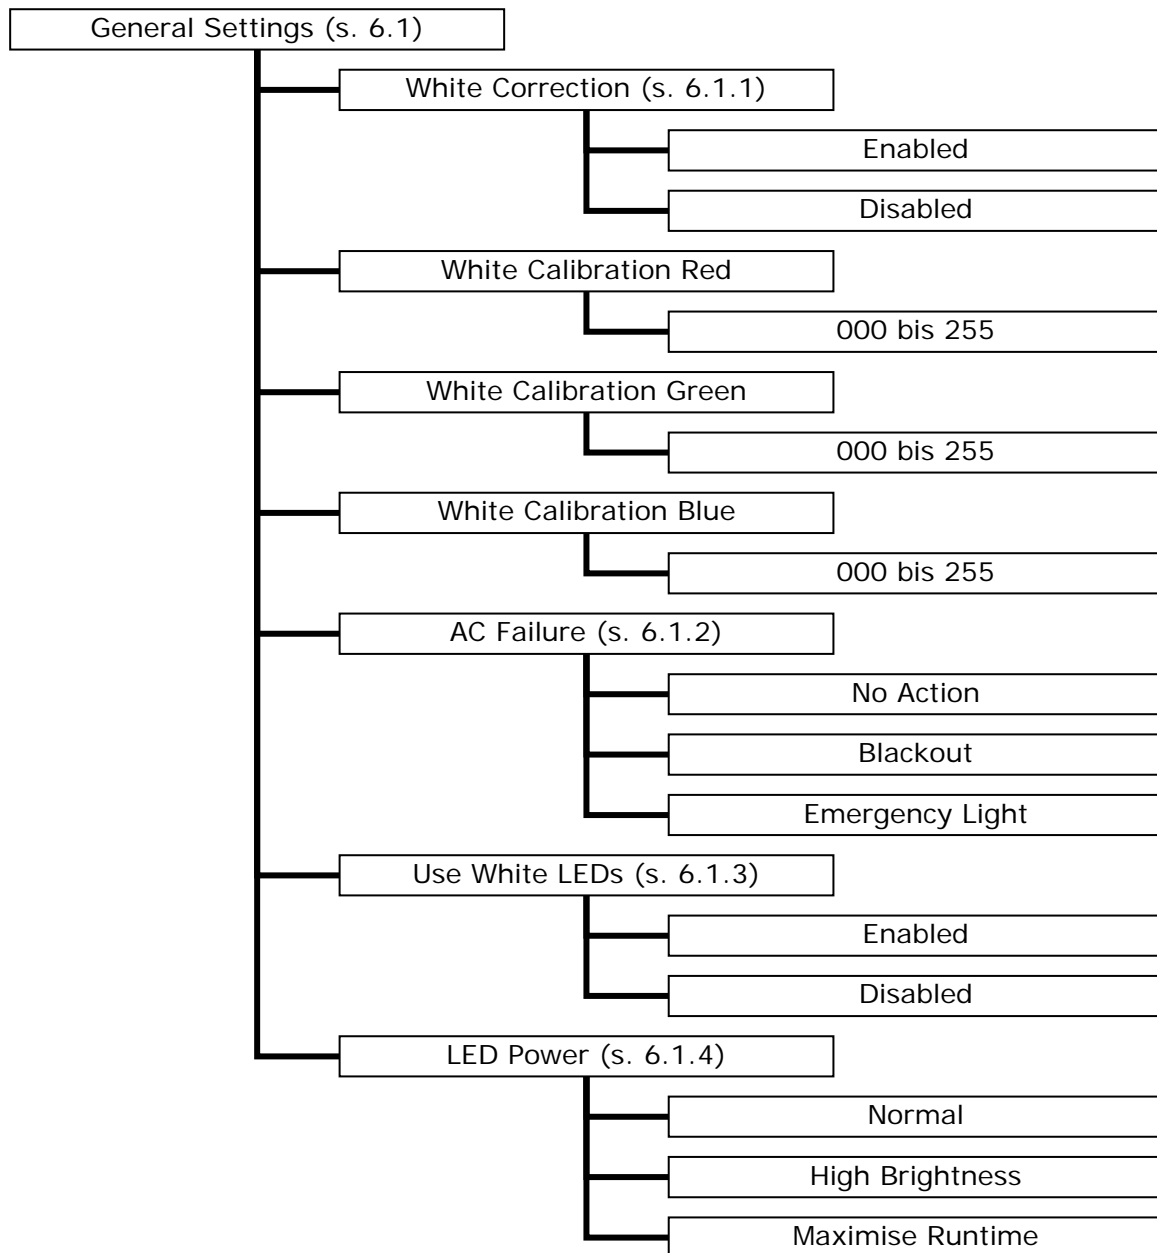 General Settings (s. 6.1)
White Correction (s. 6.1.1)
Enabled
Disabled
White Calibration Red
000 bis 255
White Calibration Green
000 bis 255
White Calibration Blue
000 bis 255
AC Failure (s. 6.1.2)
No Action
Blackout
Emergency Light
Use White LEDs (s. 6.1.3)
Enabled
Disabled
LED Power (s. 6.1.4)
Normal
High Brightness
Maximise Runtime